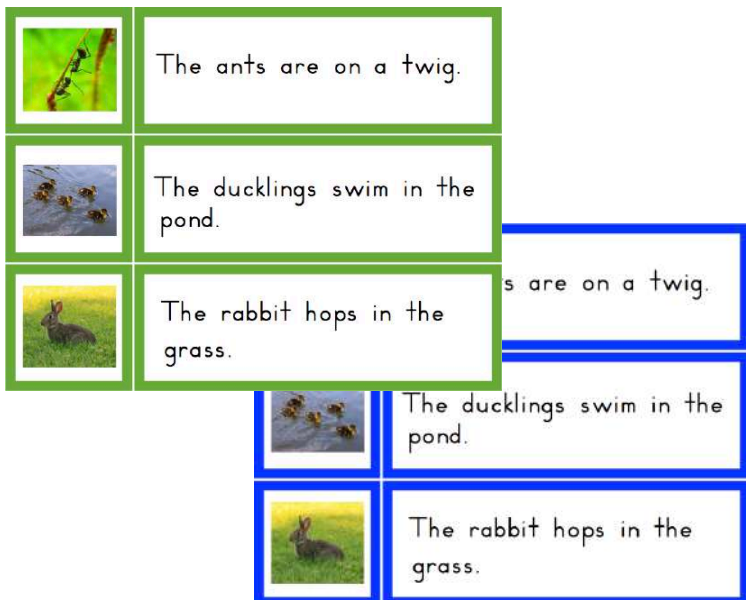 The ants are on a twig.
The ducklings swim in the
pond.
The rabbit hops in the
grass.
s are on a twig.
The ducklings swim in the
pond.
The rabbit hops in the
grass.